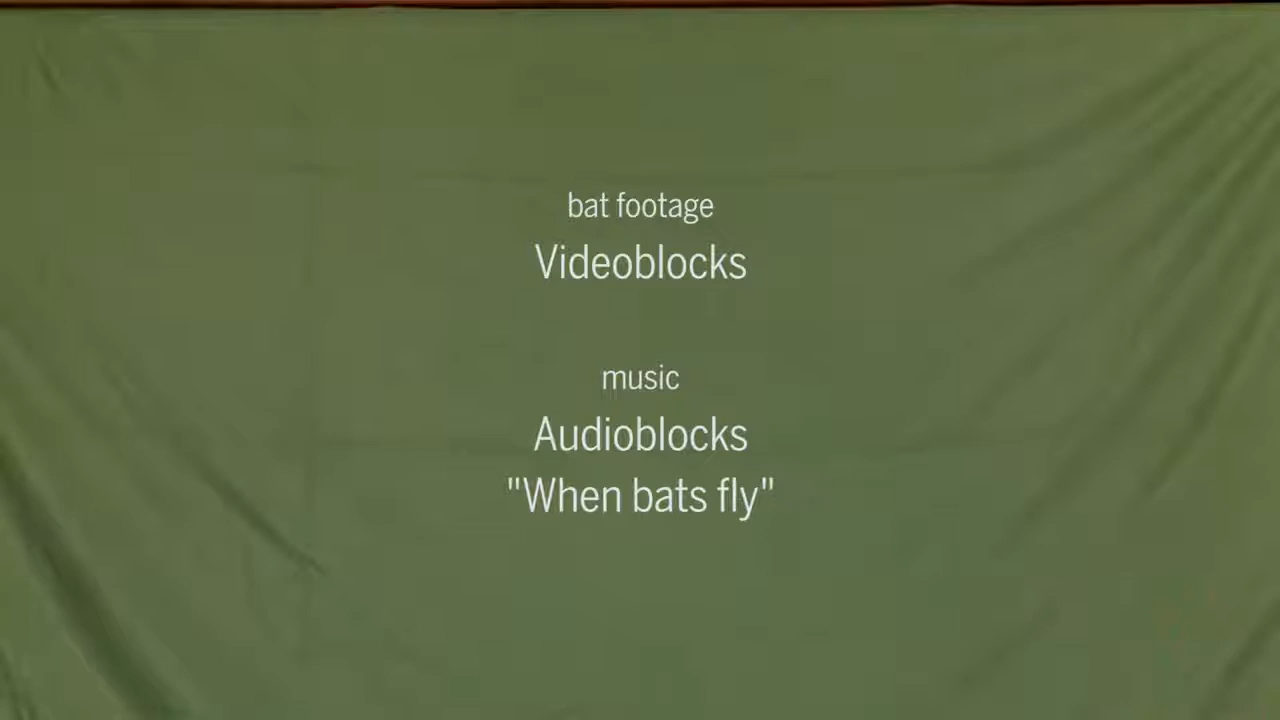 bat footage
Videoblocks
music
Audioblocks
"When bats fly"